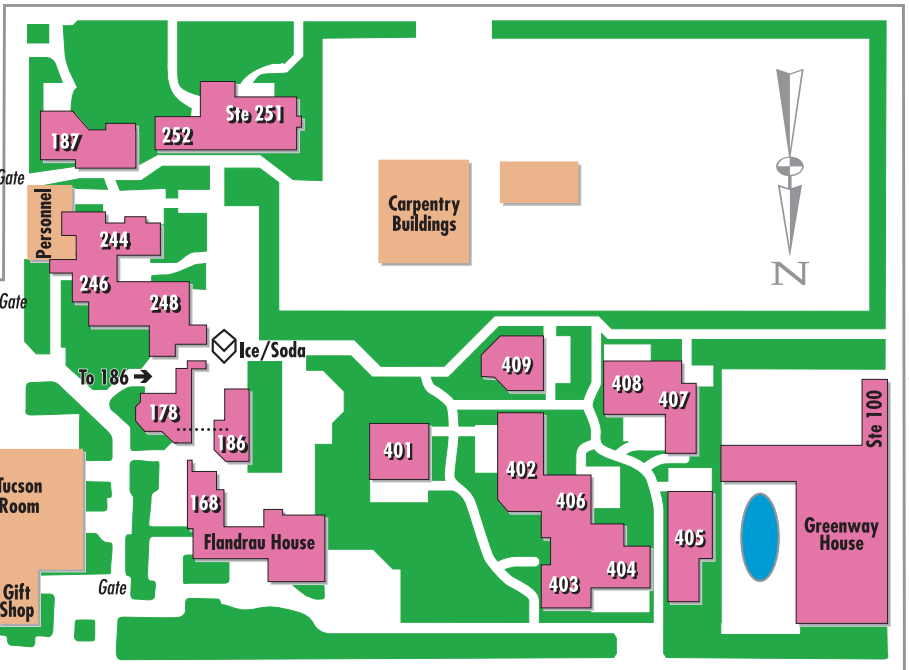 Ste 251
252
187
Gate
Personnel
244
Carpentry
Buildings
N
246
Gate
248
Ice/Soda
409
To 186
408
407
Ste 100
178
186
401
402
Tucson
Room
406
168
Flandrau House
405
Greenway
House
404
403
Gate
Gift
Shop